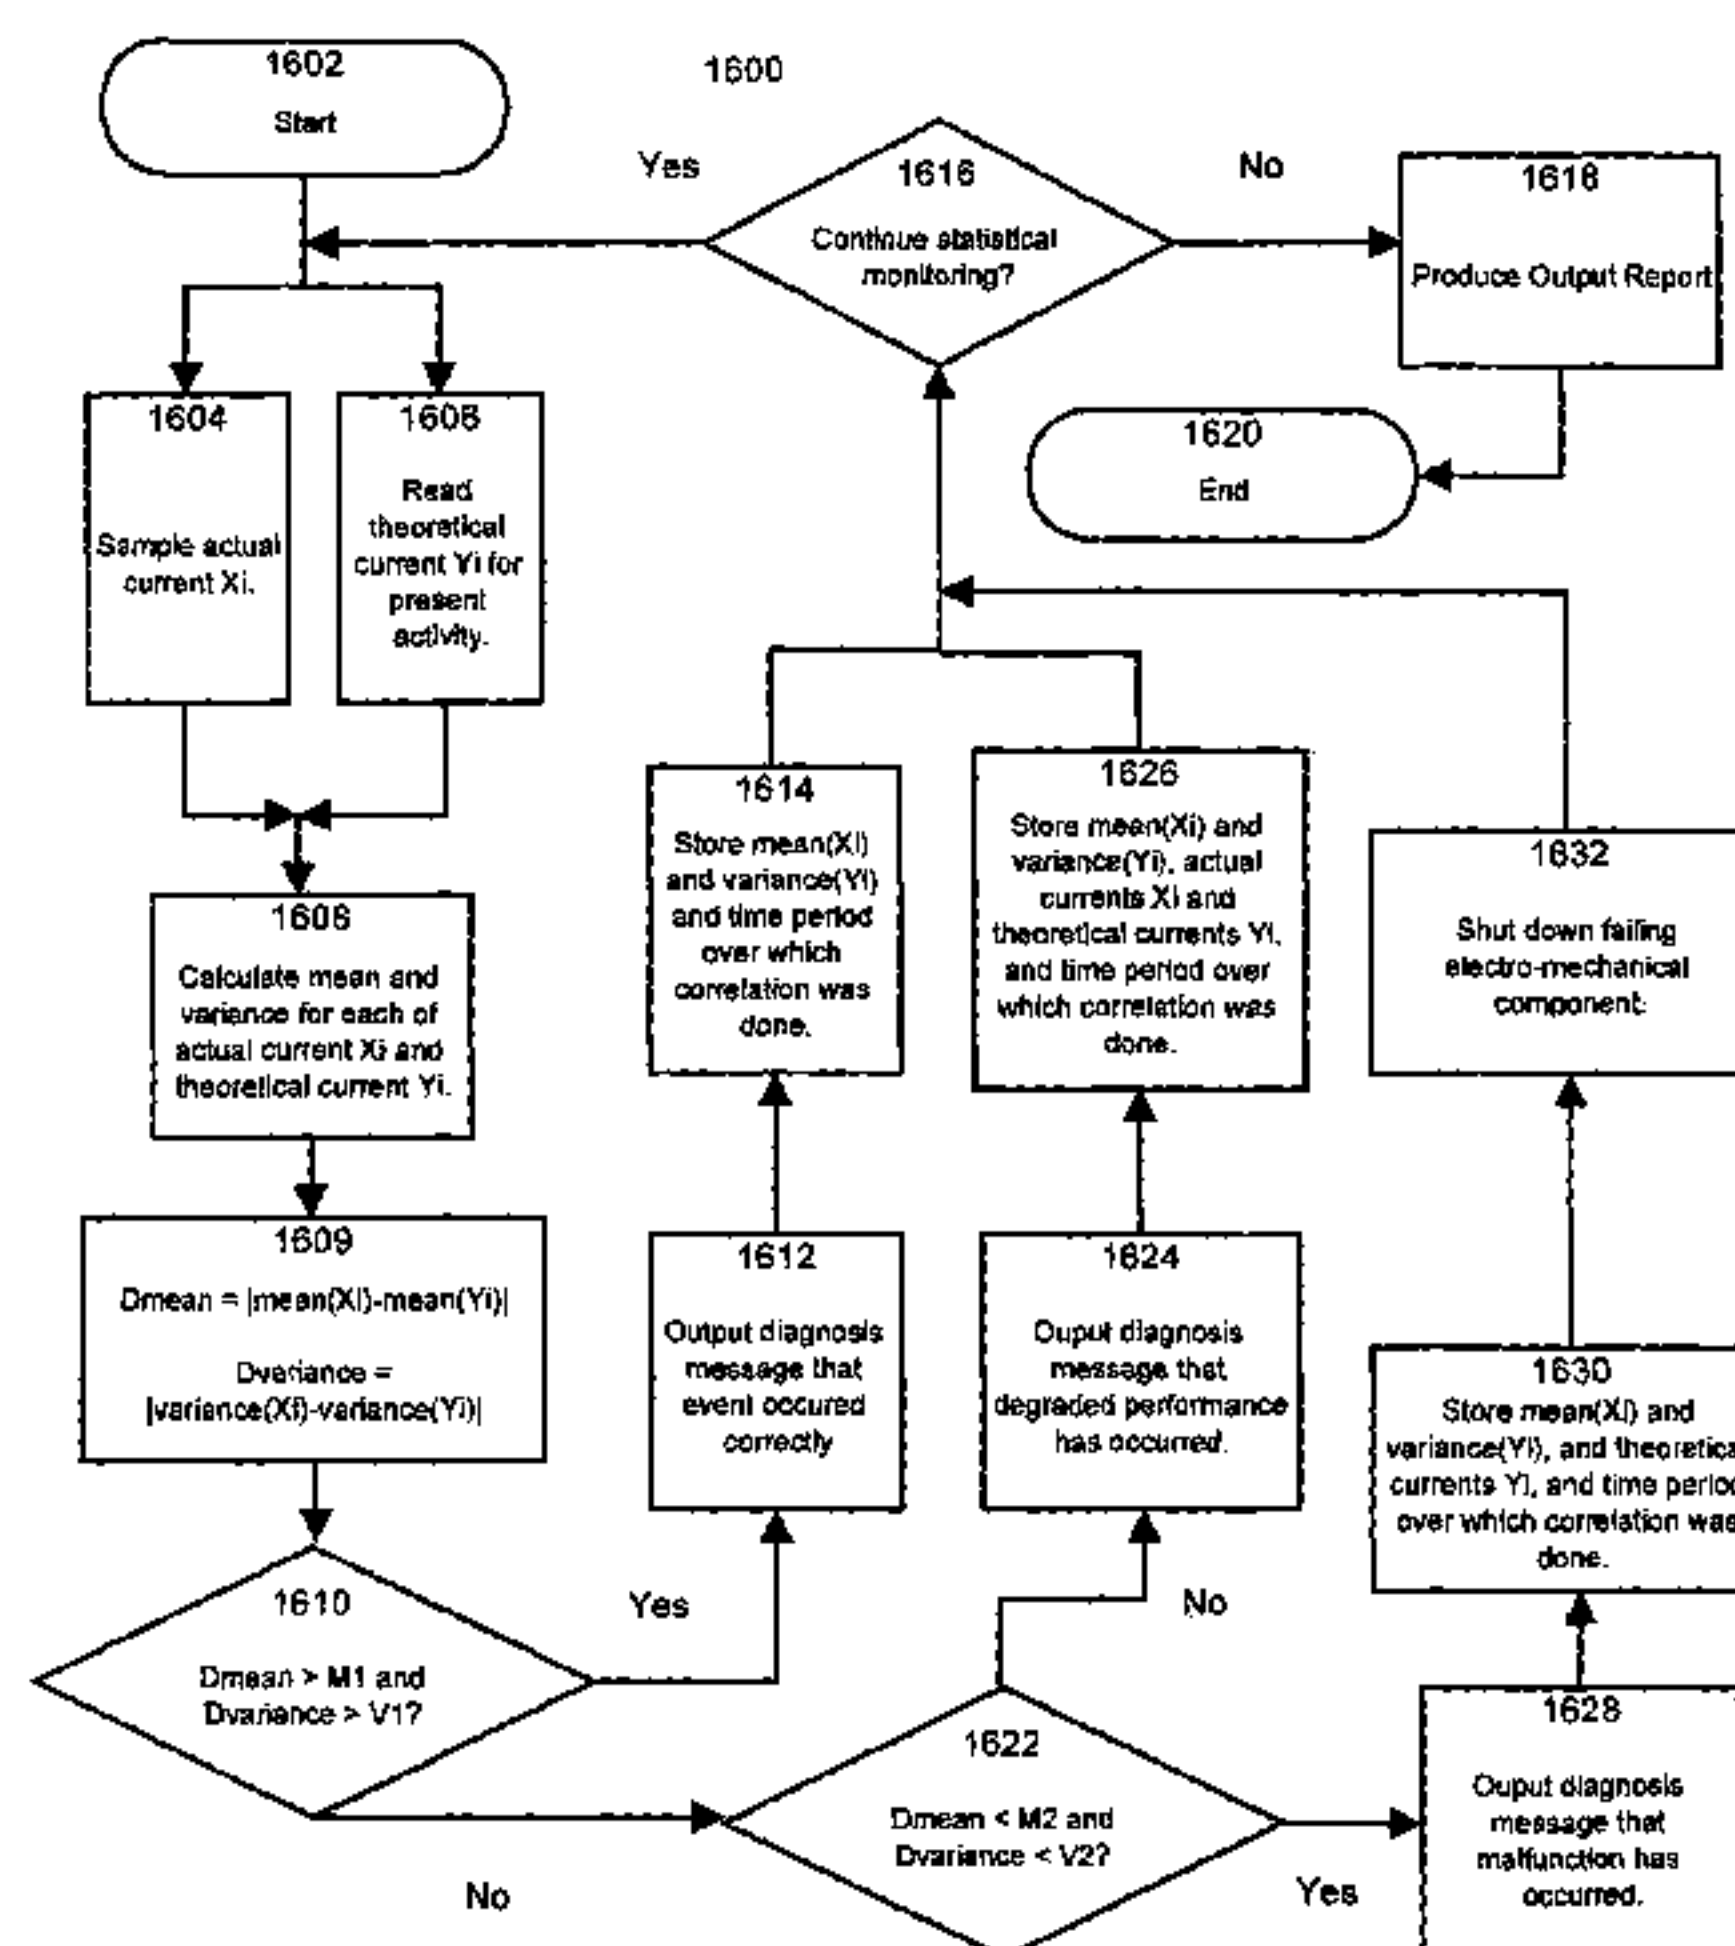 1602
Start
1600
Yes
1616
Continue statistical
monitoring?
No
1618
Produce Output Report
1604
Sample actual
current Xi.
1606
Read
theoretical
current Yi for
present
activity.
1620
End
1608
Calculate mean and
variance for each of
actual current Xi and
theoretical current Yi.
1614
Store mean(Xi)
and variance(Yi)
and time period
over which
correlation was
done.
1626
Store mean(Xi) and
variance(Yi), actual
currents Xi and
theoretical currents Yi,
and time period over
which correlation was
done.
1632
Shut down failing
electro-mechanical
component.
1609
Dmean = |mean(Xi)-mean(Yi)|
Dvariance =
|variance(Xi)-variance(Yi)|
1612
Output diagnosis
message that
event occured
correctly
1624
Ouput diagnosis
message that
degraded performance
has occurred.
1630
Store mean(Xi) and
variance(Yi), and theoretica
currents Yi, and time period
over which correlation was
done.
1610
Dmean > M1 and
Dvariance > V1?
Yes
No
1622
Dmean < M2 and
Dvariance < V2?
No
Yes
1628
Ouput diagnosis
message that
malfunction has
occurred.